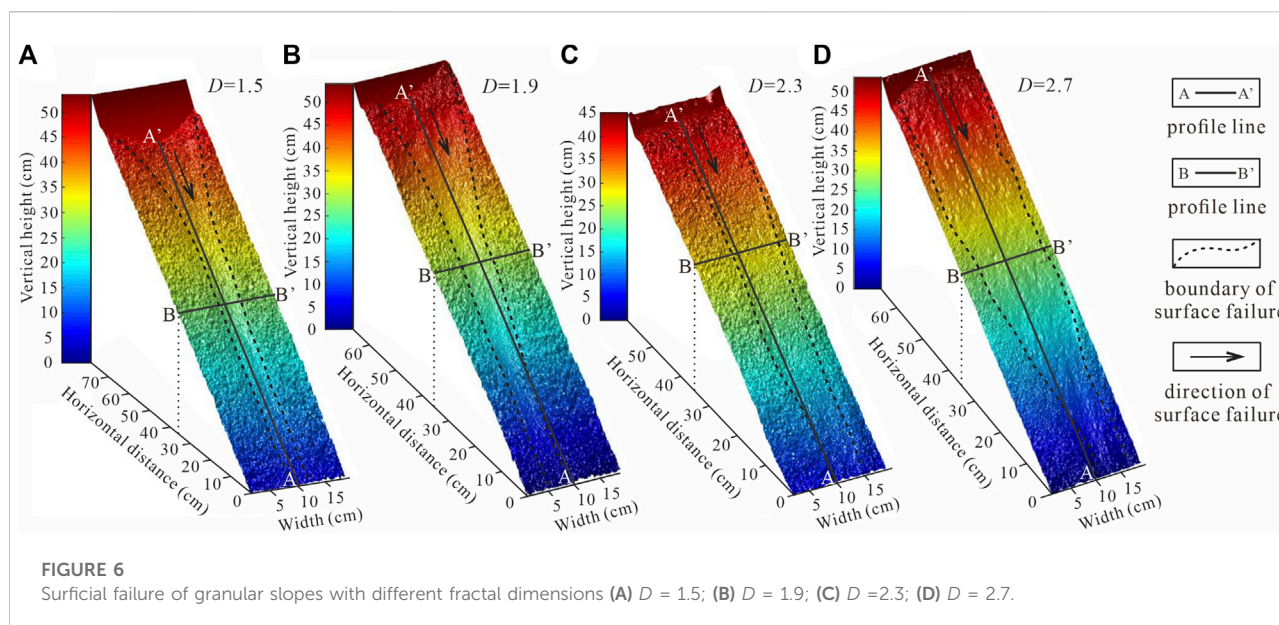 A
D=1.5
Vertical height (cm)
50
45
40
35
30
25
20
15
10
5
0
A'
B
B'
A
70
60
50
40
30
20
10
0
Horizontal distance (cm)
5
10
15
Width (cm)
B
D=1.9
Vertical height (cm)
50
45
40
35
30
25
20
15
10
5
0
A'
B
B'
A
60
50
40
30
20
10
0
Horizontal distance (cm)
5
10
15
Width (cm)
C
D=2.3
Vertical height (cm)
45
40
35
30
25
20
15
10
5
0
A'
B
B'
A
50
40
30
20
10
0
Horizontal distance (cm)
5
10
15
Width (cm)
D
D=2.7
Vertical height (cm)
50
45
40
35
30
25
20
15
10
5
0
A'
B
B'
A
60
50
40
30
20
10
0
Horizontal distance (cm)
5
10
15
Width (cm)
A A'
profile line
B B'
profile line
boundary of
surface failure
direction of
surface failure
FIGURE 6
Surficial failure of granular slopes with different fractal dimensions (A) D = 1.5; (B) D = 1.9; (C) D =2.3; (D) D = 2.7.